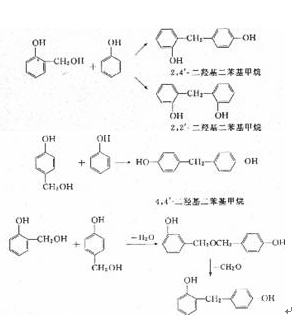 OH
CH₂OH
+
OH
CH₂
OH
OH
2,4'-二羟基二苯基甲烷
CH₂
OH
OH
2,2'-二羟基二苯基甲烷
OH
CH₂OH
+
OH
HO
CH₂
OH
4,4'-二羟基二苯基甲烷
OH
CH₂OH
+
OH
CH₂OH
-H₂O
OH
CH₂OCH₂
OH
-CH₂O
OH
CH₂
OH